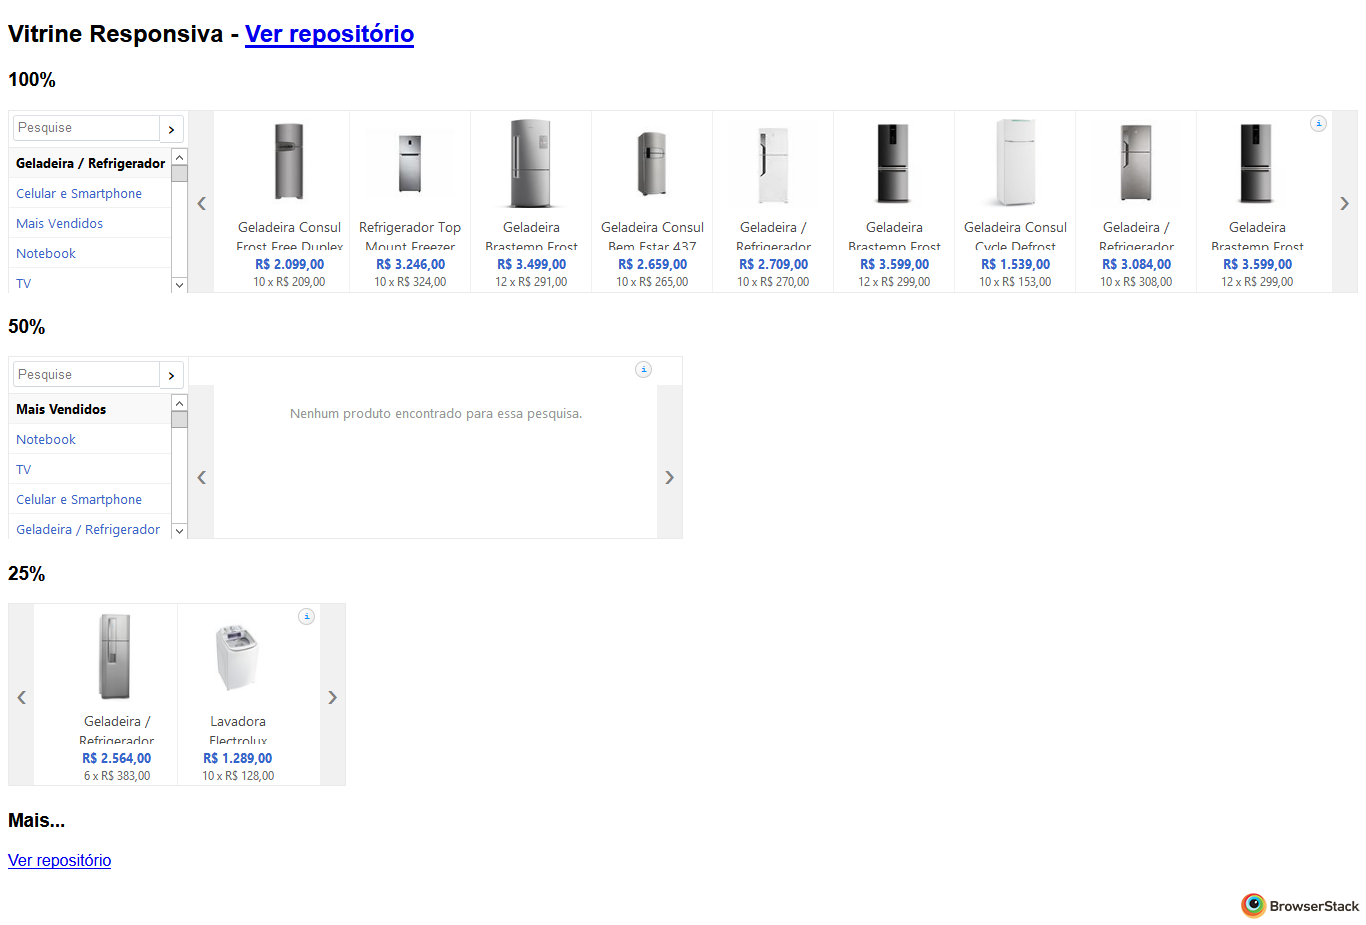 Vitrine Responsiva - Ver repositório
100%
Pesquise
Geladeira / Refrigerador
Celular e Smartphone
Mais Vendidos
Notebook
TV
Geladeira Consul
Frost Free Duplex
R$ 2.099,00
10 x R$ 209,00
Refrigerador Top
Mount Freezer
R$ 3.246,00
10 x R$ 324,00
Geladeira
Brastemp Frost
R$ 3.499,00
12 x R$ 291,00
Geladeira Consul
Bem Estar 437
R$ 2.659,00
10 x R$ 265,00
Geladeira /
Refrigerador
R$ 2.709,00
10 x R$ 270,00
Geladeira
Brastemp Frost
R$ 3.599,00
12 x R$ 299,00
Geladeira Consul
Cycle Defrost
R$ 1.539,00
10 x R$ 153,00
Geladeira /
Refrigerador
R$ 3.084,00
10 x R$ 308,00
Geladeira
Brastemp Frost
R$ 3.599,00
12 x R$ 299,00
50%
Pesquise
Mais Vendidos
Notebook
TV
Celular e Smartphone
Geladeira / Refrigerador
Nenhum produto encontrado para essa pesquisa.
25%
Geladeira /
Refrigerador
R$ 2.564,00
6 x R$ 383,00
Lavadora
Electrolux
R$ 1.289,00
10 x R$ 128,00
Mais...
Ver repositório
BrowserStack